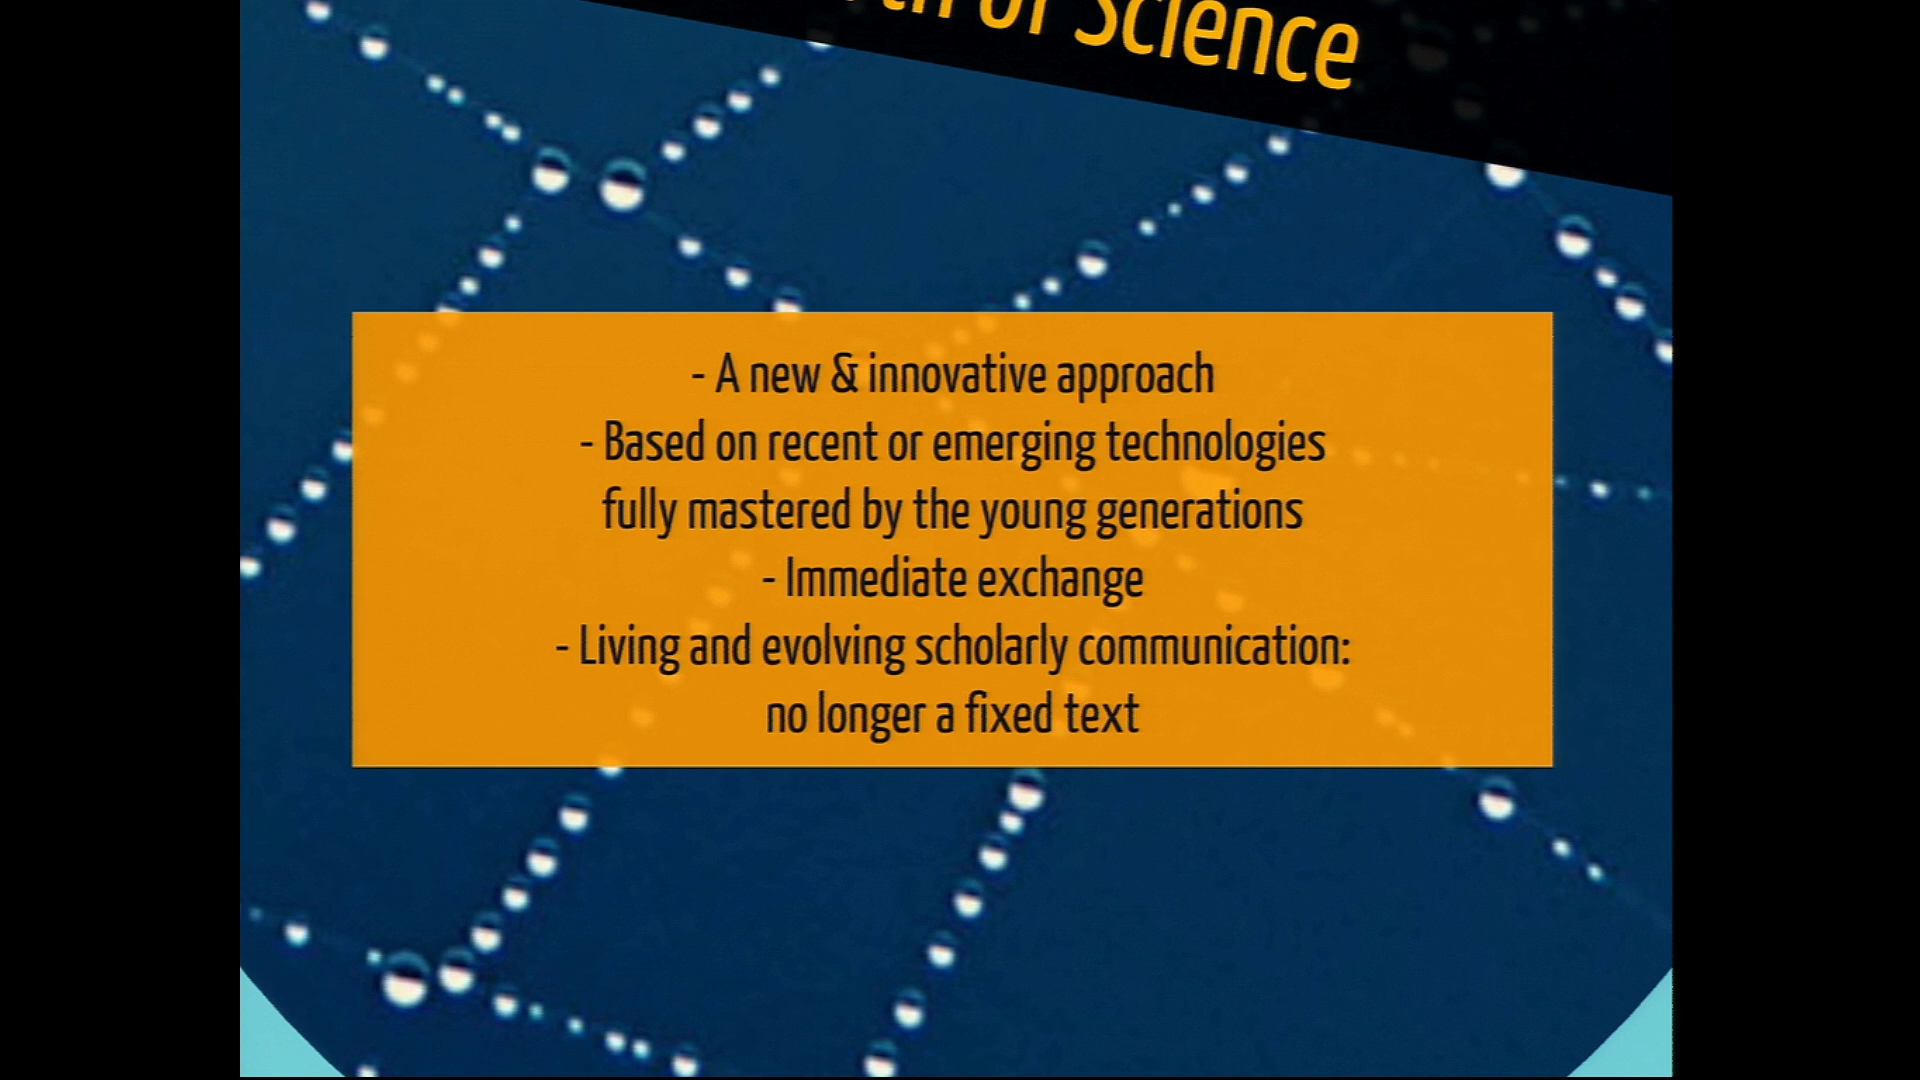 of Science
- A new & innovative approach
- Based on recent or emerging technologies
fully mastered by the young generations
- Immediate exchange
- Living and evolving scholarly communication:
no longer a fixed text